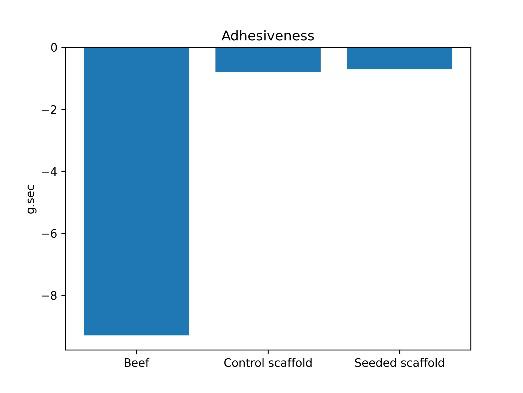 Adhesiveness
0
−2
−4
−6
−8
g.sec
Beef
Control scaffold
Seeded scaffold